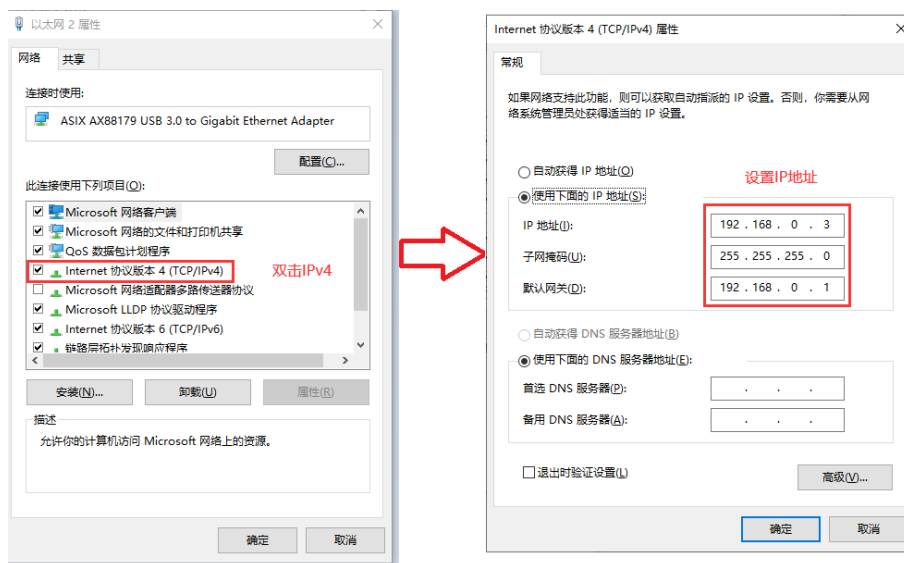 以太网 2 属性
网络
共享
连接时使用:
ASIX AX88179 USB 3.0 to Gigabit Ethernet Adapter
配置(C)...
此连接使用下列项目(O):
Microsoft 网络客户端
Microsoft 网络的文件和打印机共享
QoS 数据包计划程序
Internet 协议版本 4 (TCP/IPv4)
双击IPv4
Microsoft 网络适配器多路传送器协议
Microsoft LLDP 协议驱动程序
Internet 协议版本 6 (TCP/IPv6)
链路层拓扑发现响应程序
安装(N)...
卸载(U)
属性(R)
描述
允许你的计算机访问 Microsoft 网络上的资源。
确定
取消
Internet 协议版本 4 (TCP/IPv4) 属性
常规
如果网络支持此功能，则可以获取自动指派的 IP 设置。否则，你需要从网
络系统管理员处获得适当的 IP 设置。
自动获得 IP 地址(O)
设置IP地址
使用下面的 IP 地址(S):
IP 地址(I):
192 . 168 . 0 . 3
子网掩码(U):
255 . 255 . 255 . 0
默认网关(D):
192 . 168 . 0 . 1
自动获得 DNS 服务器地址(B)
使用下面的 DNS 服务器地址(E):
首选 DNS 服务器(P):
. . .
备用 DNS 服务器(A):
. . .
退出时验证设置(L)
高级(V)...
确定
取消